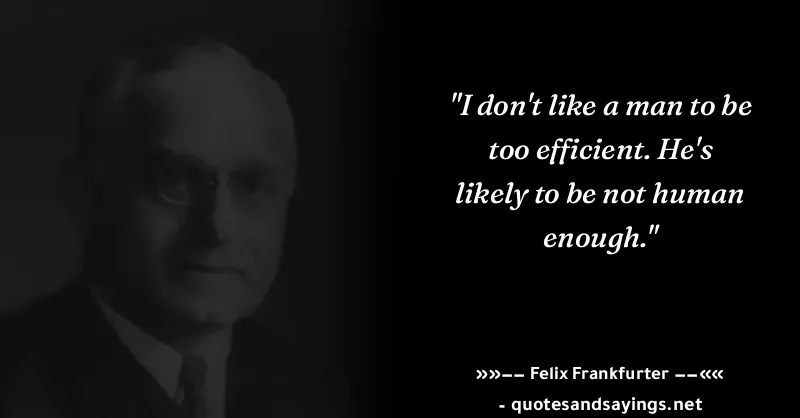 "I don't like a man to be
too efficient. He's
likely to be not human
enough."
»»–– Felix Frankfurter ––««
- quotesandsayings.net